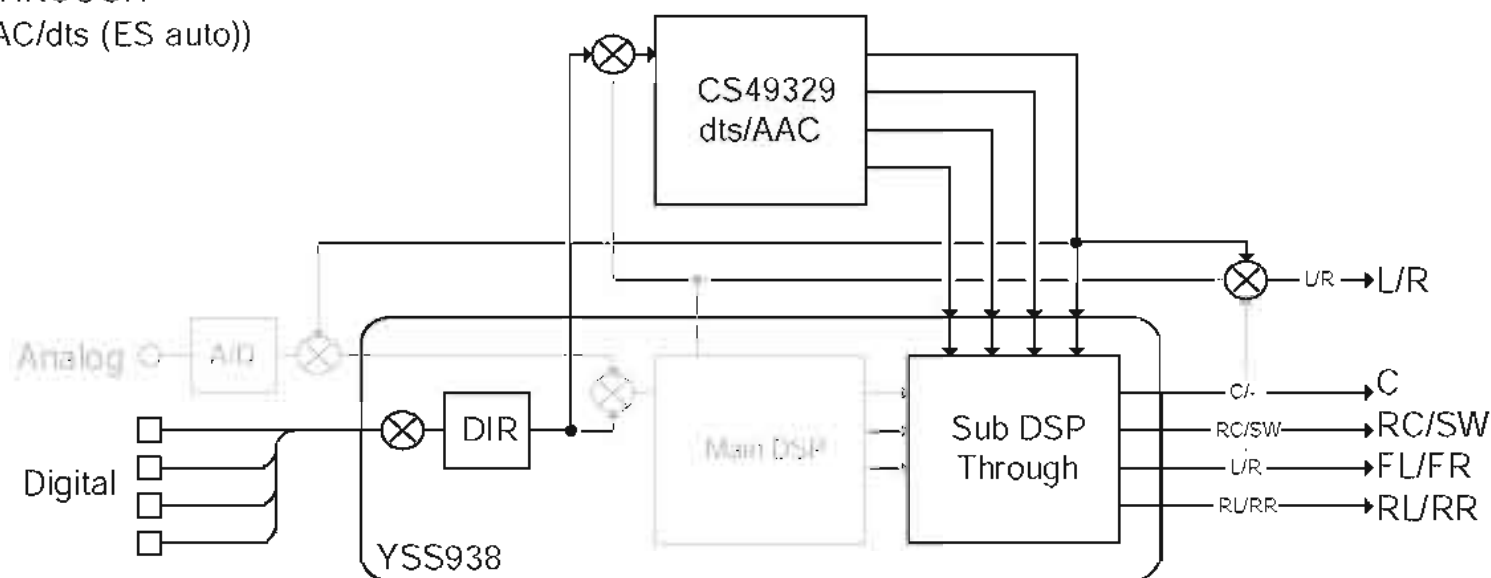 AC/dts (ES auto))
CS49329
dts/AAC
L/R
L/R
Analog
A/D
C/-
C
DIR
Main DSP
Sub DSP
Through
RC/SW
RC/SW
Digital
L/R
FL/FR
RL/RR
RL/RR
YSS938